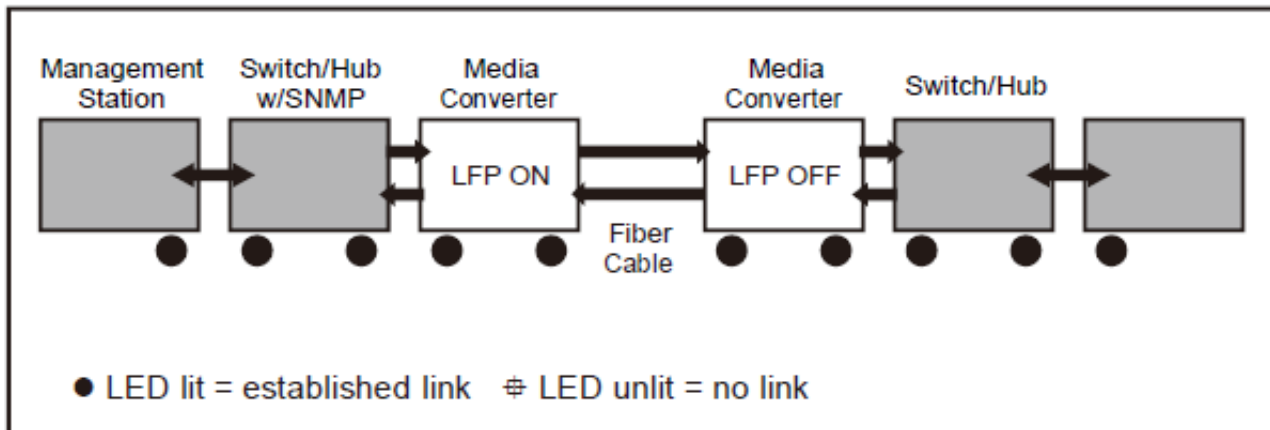 Management
Station
Switch/Hub
w/SNMP
Media
Converter
Media
Converter
Switch/Hub
LFP ON
LFP OFF
Fiber
Cable
● LED lit = established link ⌖ LED unlit = no link